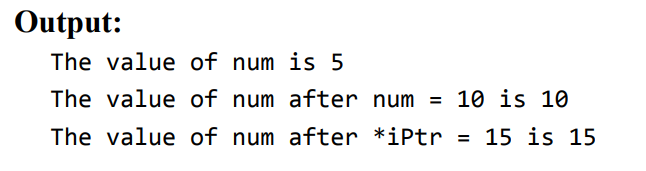 Output:
The value of num is 5
The value of num after num = 10 is 10
The value of num after *iPtr = 15 is 15